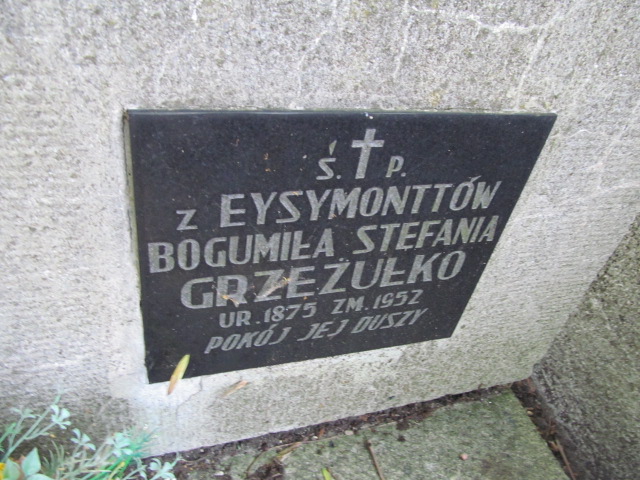 Ś. P.
Z EYSYMONTTÓW
BOGUMIŁA STEFANIA
GRZEŻUŁKO
UR. 1875 ZM. 1952
POKÓJ JEJ DUSZY